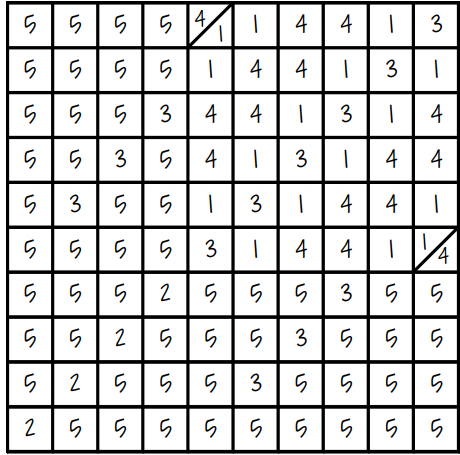 5 5 5 5 4 1 1 4 4 1 3
5 5 5 5 1 4 4 1 3 1
5 5 5 3 4 4 1 3 1 4
5 5 3 5 4 1 3 1 4 4
5 3 5 5 1 3 1 4 4 1
5 5 5 5 3 1 4 4 1 1 4
5 5 5 2 5 5 5 3 5 5
5 5 2 5 5 5 3 5 5 5
5 2 5 5 5 3 5 5 5 5
2 5 5 5 5 5 5 5 5 5